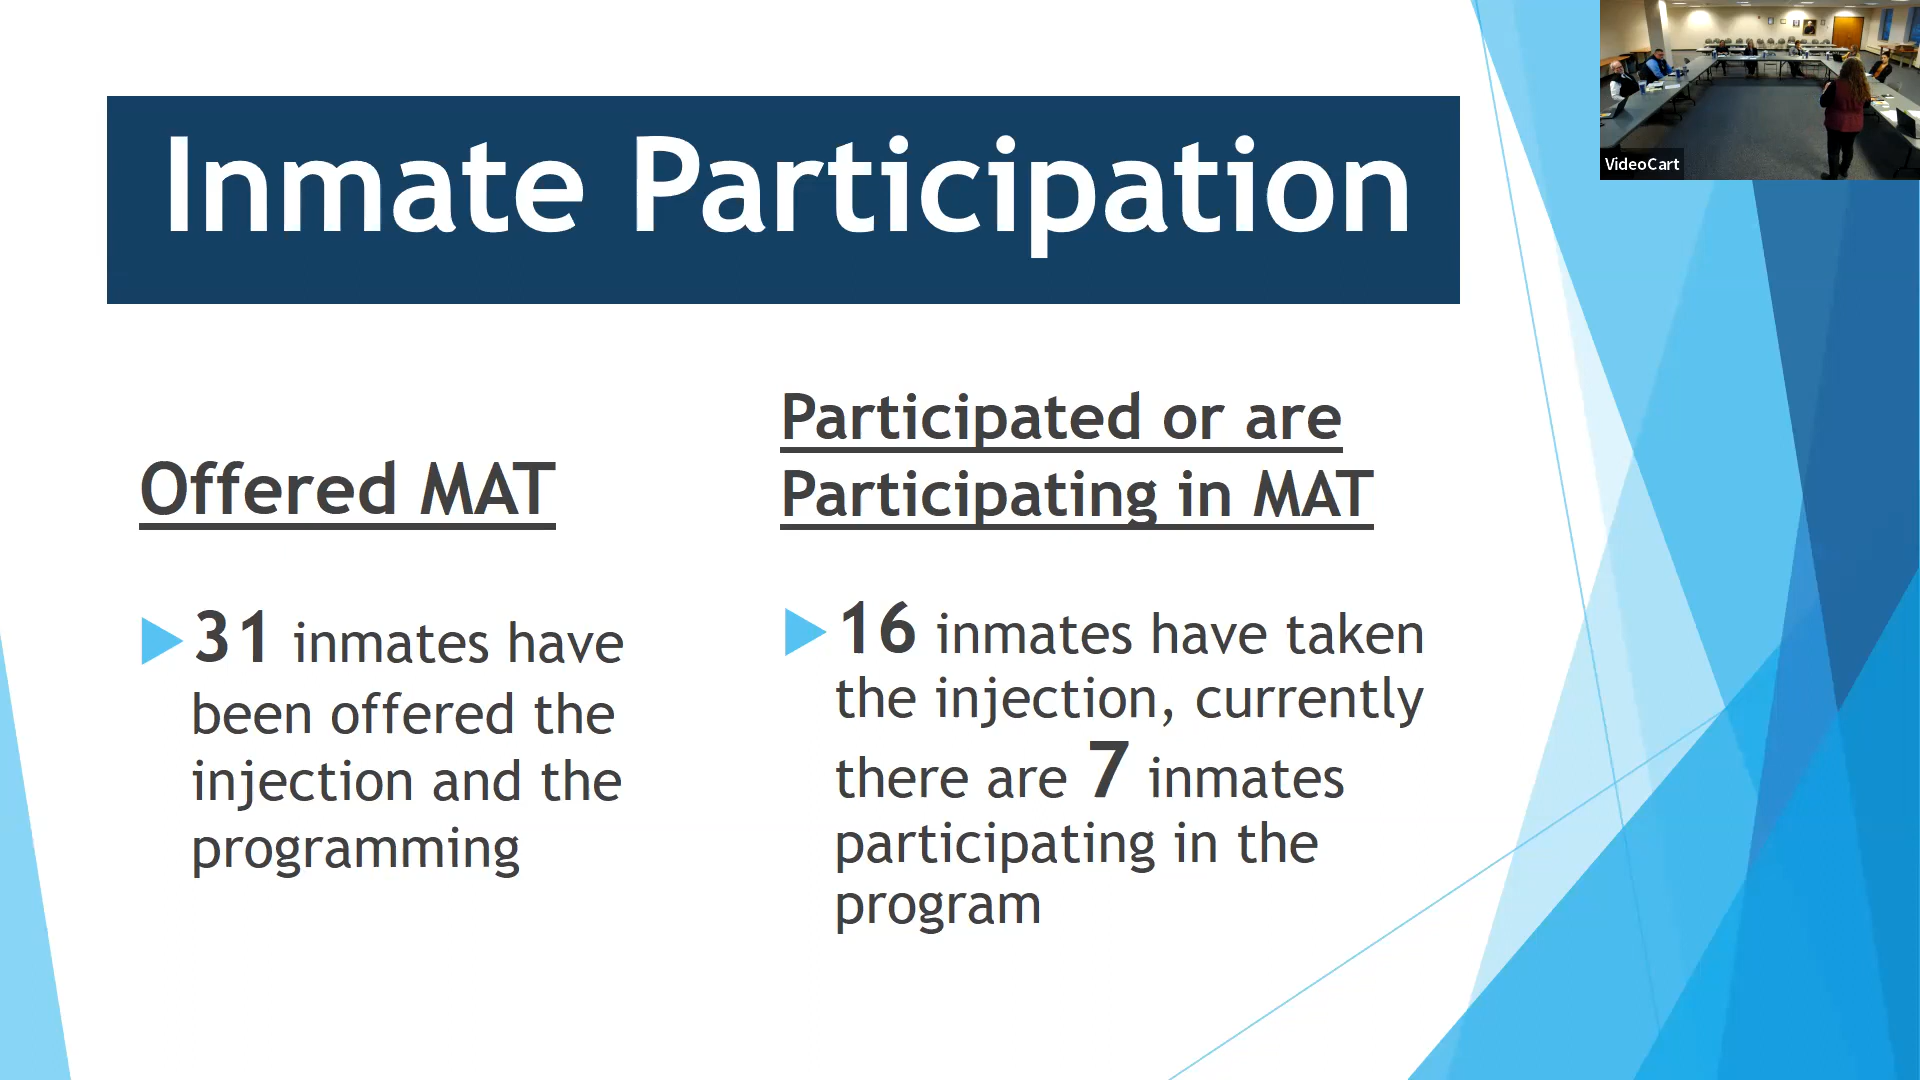 Inmate Participation
Offered MAT
31 inmates have
been offered the
injection and the
programming
Participated or are
Participating in MAT
16 inmates have taken
the injection, currently
there are 7 inmates
participating in the
program
VideoCart